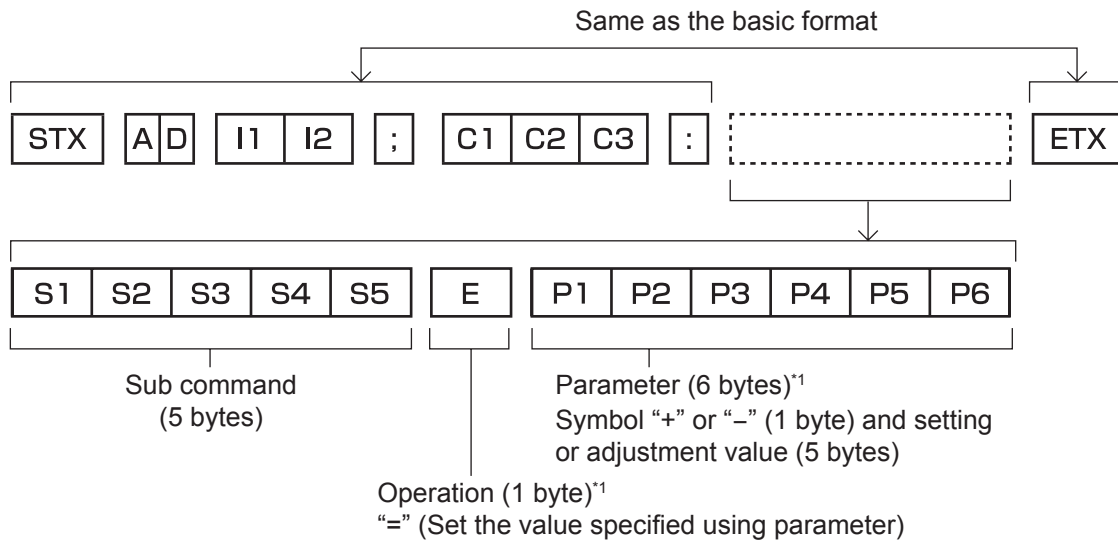 Same as the basic format
STX A D I1 I2 ; C1 C2 C3 : ETX
S1 S2 S3 S4 S5 E P1 P2 P3 P4 P5 P6
Sub command
(5 bytes)
Parameter (6 bytes)*1
Symbol “+” or “−” (1 byte) and setting
or adjustment value (5 bytes)
Operation (1 byte)*1
“=” (Set the value specified using parameter)